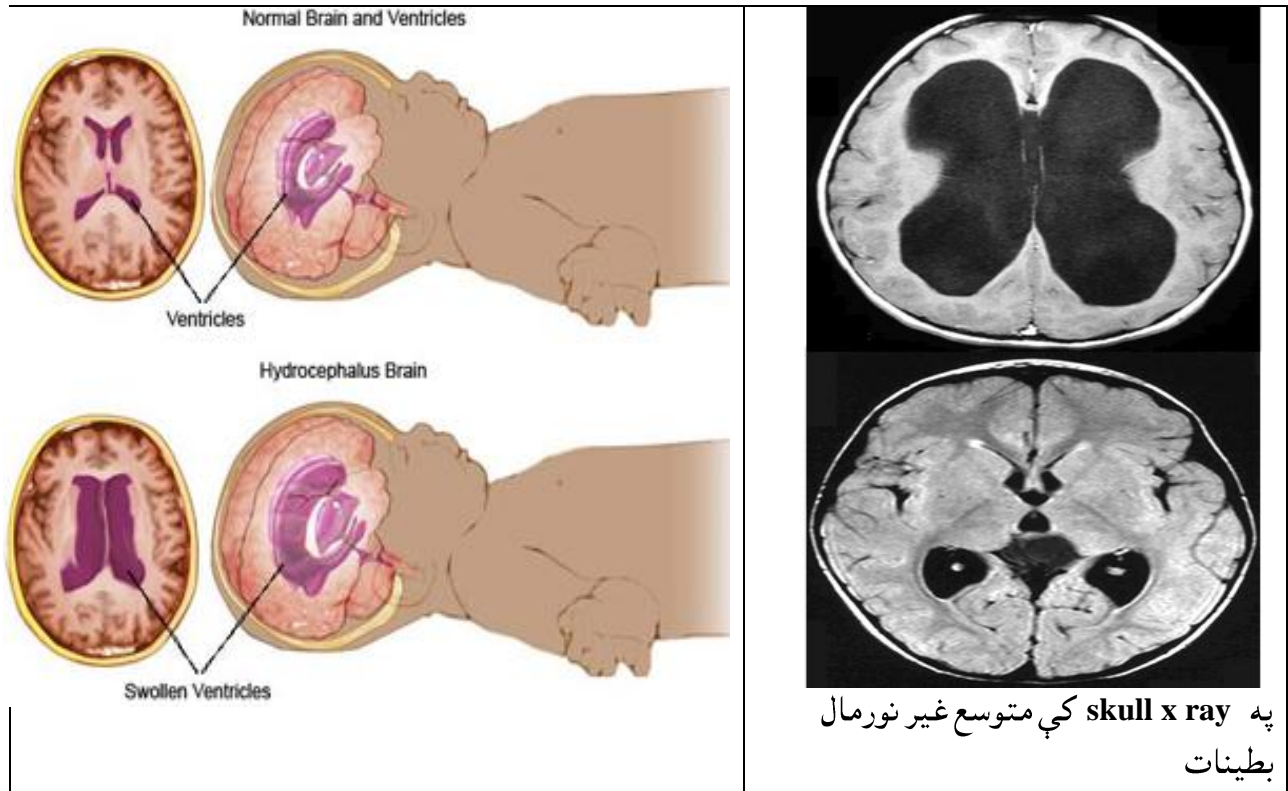 Normal Brain and Ventricles
Ventricles
Hydrocephalus Brain
Swollen Ventricles
په skull x ray کې متوسع غیر نورمال
بطینات